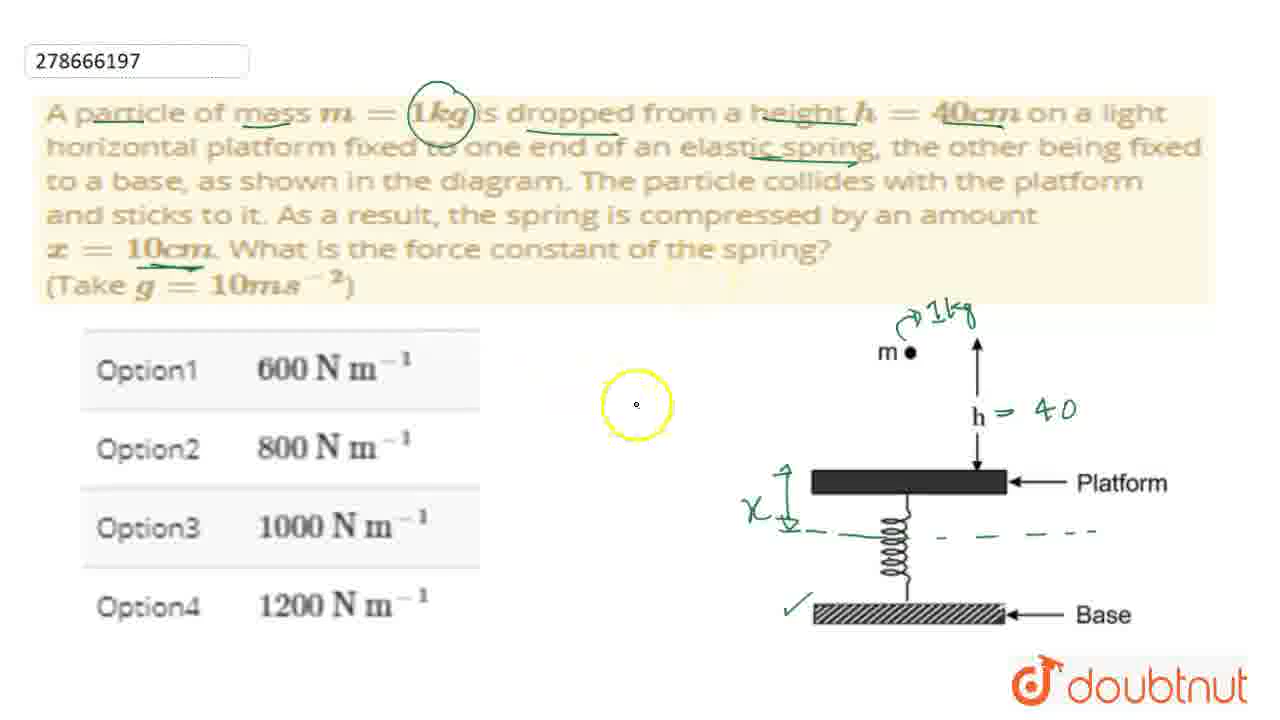 278666197
A particle of mass m = 1kg is dropped from a height h = 40cm on a light
horizontal platform fixed to one end of an elastic spring, the other being fixed
to a base, as shown in the diagram. The particle collides with the platform
and sticks to it. As a result, the spring is compressed by an amount
x = 10cm. What is the force constant of the spring?
(Take g = 10ms⁻²)
Option1 600 N m⁻¹
Option2 800 N m⁻¹
Option3 1000 N m⁻¹
Option4 1200 N m⁻¹
1kg
m
h = 40
x
Platform
Base
doubtnut